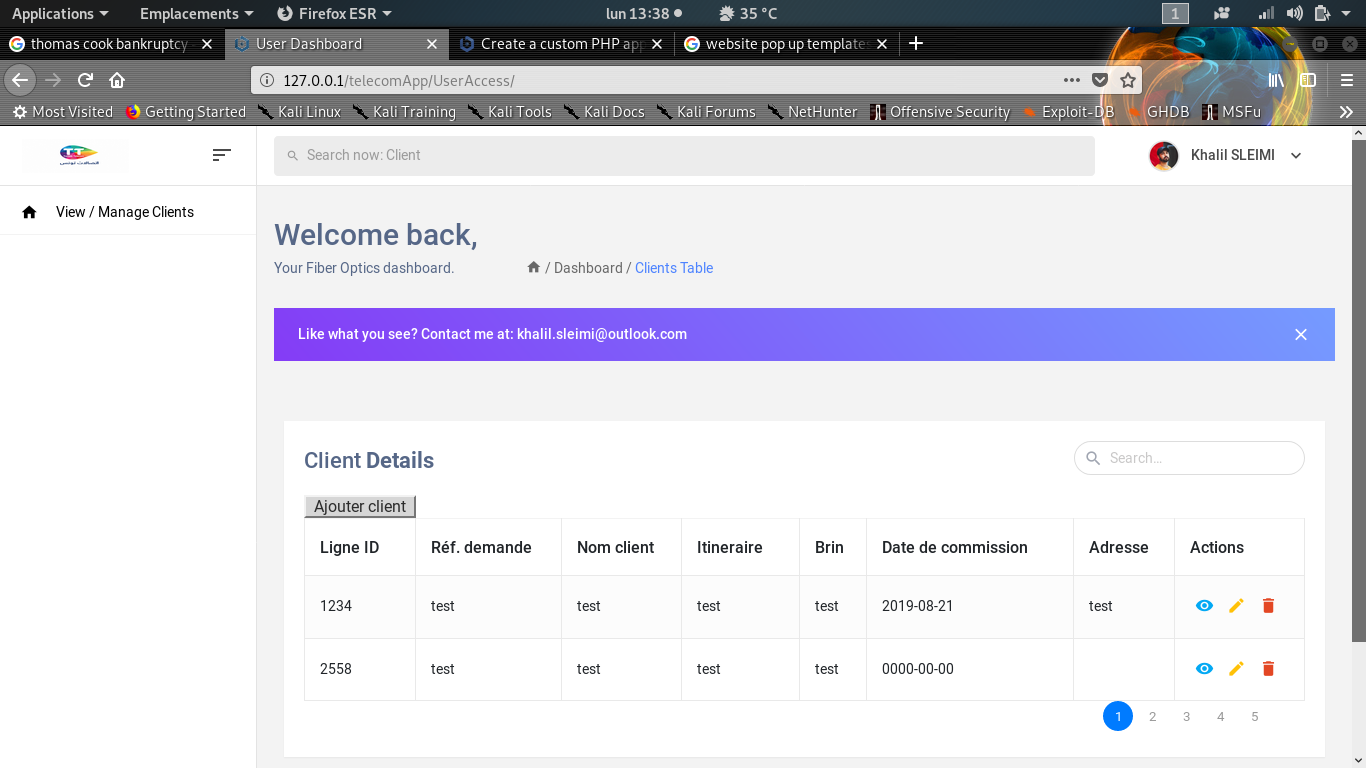 Applications Emplacements Firefox ESR lun 13:38 35 °C 1
thomas cook bankruptcy User Dashboard Create a custom PHP app website pop up templates
127.0.0.1/telecomApp/UserAccess/
Most Visited Getting Started Kali Linux Kali Training Kali Tools Kali Docs Kali Forums NetHunter Offensive Security Exploit-DB GHDB MSFu
Search now: Client Khalil SLEIMI
View / Manage Clients
Welcome back,
Your Fiber Optics dashboard. / Dashboard / Clients Table
Like what you see? Contact me at: khalil.sleimi@outlook.com
Client Details Search...
Ajouter client
Ligne ID Réf. demande Nom client Itineraire Brin Date de commission Adresse Actions
1234 test test test test 2019-08-21 test
2558 test test test test 0000-00-00
1 2 3 4 5